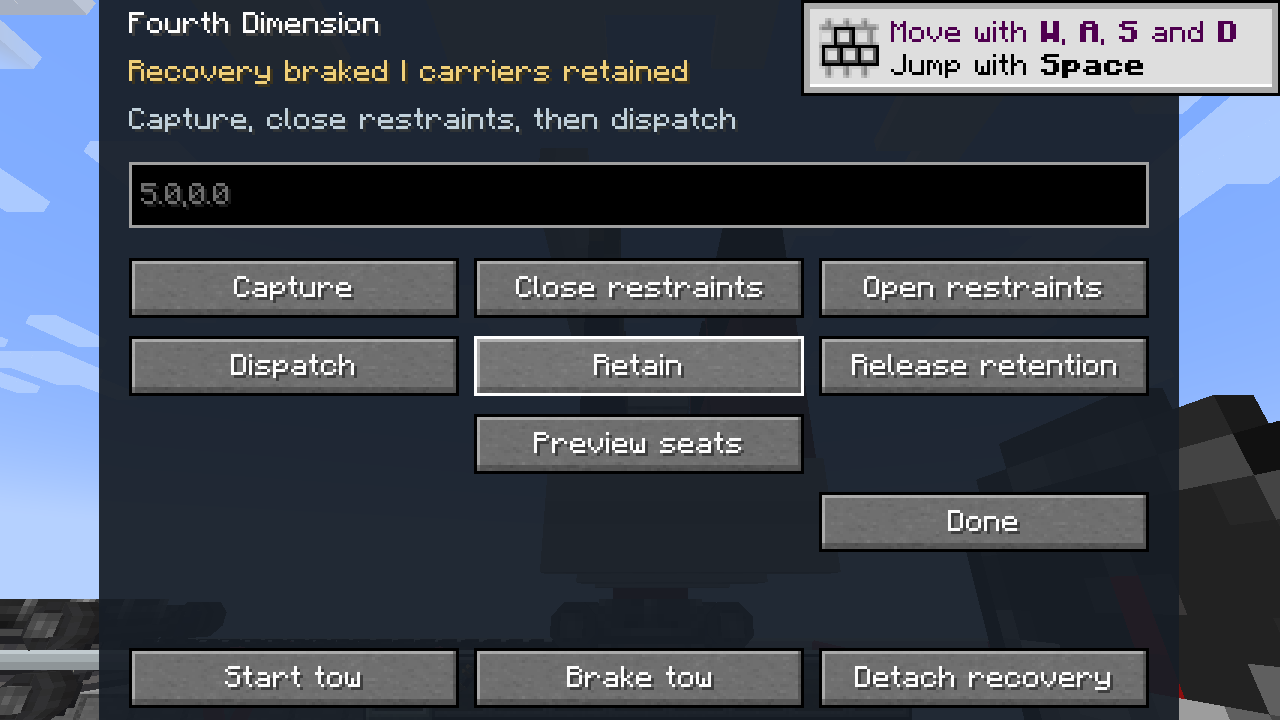 Fourth Dimension
Recovery braked | carriers retained
Capture, close restraints, then dispatch
Move with W, A, S and D
Jump with Space
5.0,0.0
Capture
Close restraints
Open restraints
Dispatch
Retain
Release retention
Preview seats
Done
Start tow
Brake tow
Detach recovery